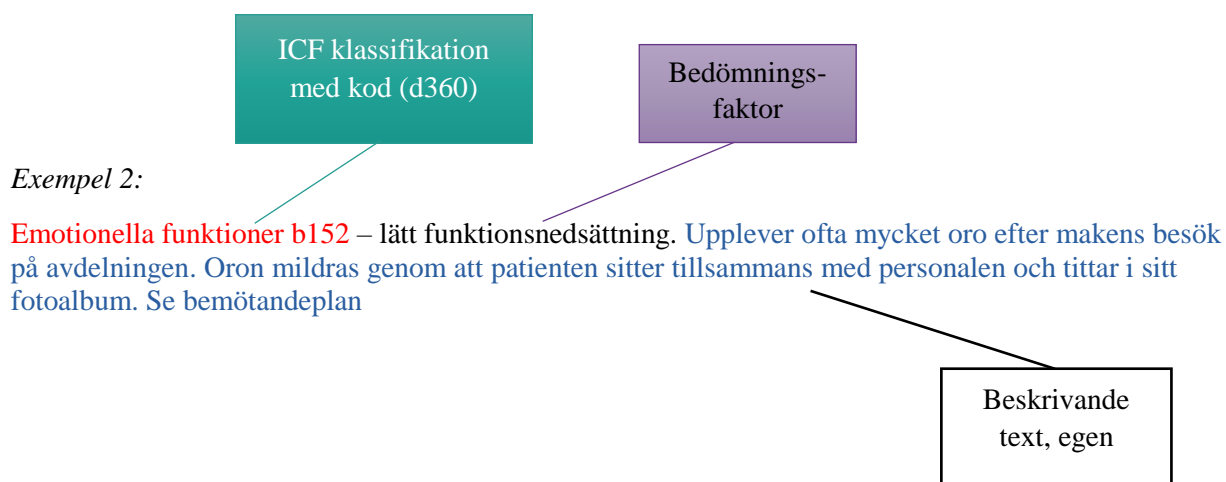 ICF klassifikation
med kod (d360)
Bedömnings-
faktor
Exempel 2:
Emotionella funktioner b152 – lätt funktionsnedsättning. Upplever ofta mycket oro efter makens besök
på avdelningen. Oron mildras genom att patienten sitter tillsammans med personalen och tittar i sitt
fotoalbum. Se bemötandeplan
Beskrivande
text, egen